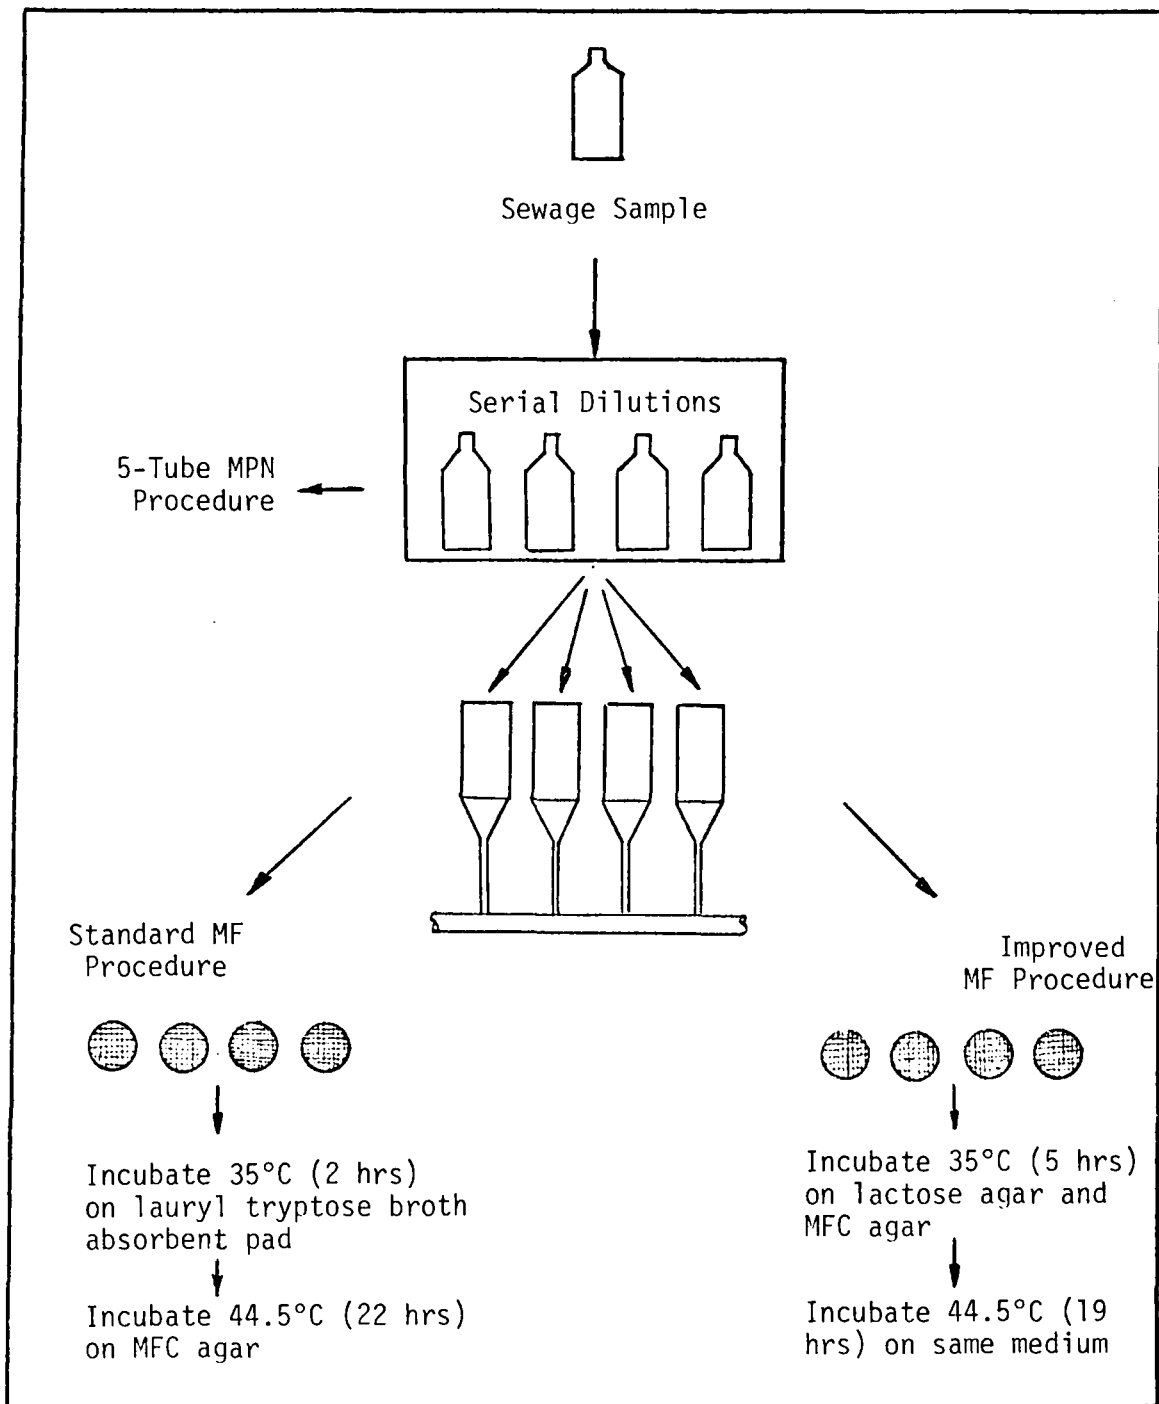 Sewage Sample
Serial Dilutions
5-Tube MPN
Procedure
Standard MF
Procedure
Improved
MF Procedure
Incubate 35°C (2 hrs)
on lauryl tryptose broth
absorbent pad
Incubate 44.5°C (22 hrs)
on MFC agar
Incubate 35°C (5 hrs)
on lactose agar and
MFC agar
Incubate 44.5°C (19
hrs) on same medium